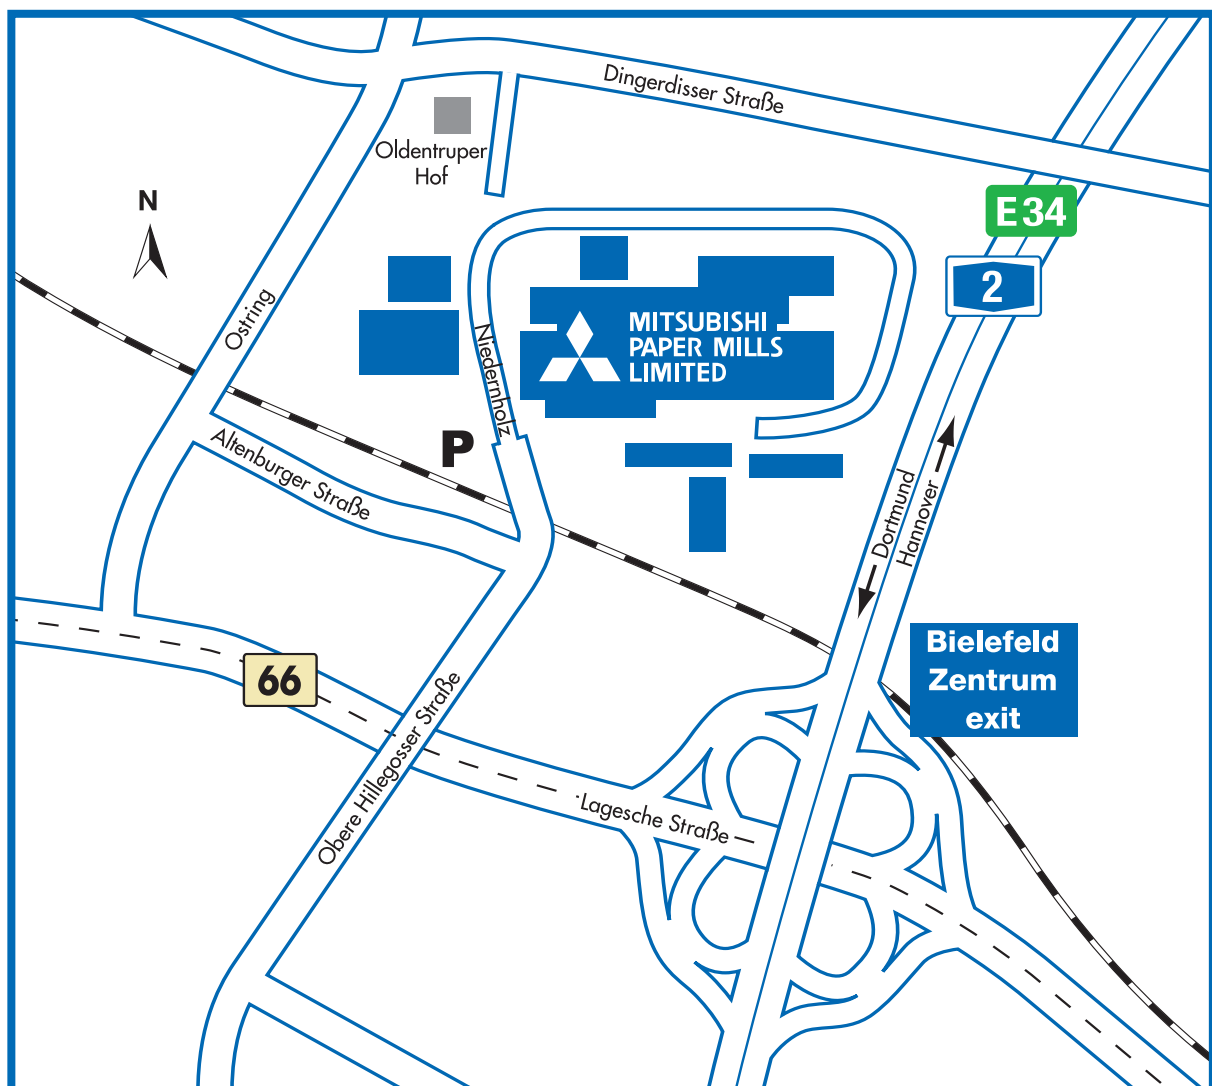 Dingerdisser Straße
Oldentruper
Hof
N
E 34
2
Ostring
MITSUBISHI
PAPER MILLS
LIMITED
Niedernholz
P
Altenburger Straße
Dortmund
Hannover
Bielefeld
Zentrum
exit
66
Obere Hillegosser Straße
Lagesche Straße